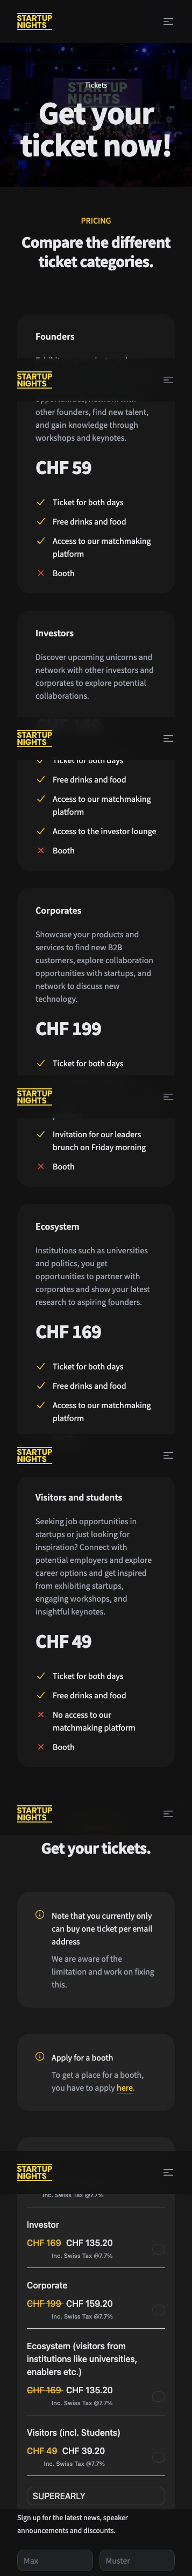 STARTUP
NIGHTS
Tickets
Get your
ticket now!
PRICING
Compare the different
ticket categories.
Founders
STARTUP
NIGHTS
other founders, find new talent,
and gain knowledge through
workshops and keynotes.
CHF 59
Ticket for both days
Free drinks and food
Access to our matchmaking
platform
Booth
Investors
Discover upcoming unicorns and
network with other investors and
corporates to explore potential
collaborations.
STARTUP
NIGHTS
Ticket for both days
Free drinks and food
Access to our matchmaking
platform
Access to the investor lounge
Booth
Corporates
Showcase your products and
services to find new B2B
customers, explore collaboration
opportunities with startups, and
network to discuss new
technology.
CHF 199
Ticket for both days
STARTUP
NIGHTS
Invitation for our leaders
brunch on Friday morning
Booth
Ecosystem
Institutions such as universities
and politics, you get
opportunities to partner with
corporates and show your latest
research to aspiring founders.
CHF 169
Ticket for both days
Free drinks and food
Access to our matchmaking
platform
STARTUP
NIGHTS
Visitors and students
Seeking job opportunities in
startups or just looking for
inspiration? Connect with
potential employers and explore
career options and get inspired
from exhibiting startups,
engaging workshops, and
insightful keynotes.
CHF 49
Ticket for both days
Free drinks and food
No access to our
matchmaking platform
Booth
STARTUP
NIGHTS
Get your tickets.
Note that you currently only
can buy one ticket per email
address
We are aware of the
limitation and work on fixing
this.
Apply for a booth
To get a place for a booth,
you have to apply here.
STARTUP
NIGHTS
Inc. Swiss Tax @7.7%
Investor
CHF 169 CHF 135.20
Inc. Swiss Tax @7.7%
Corporate
CHF 199 CHF 159.20
Inc. Swiss Tax @7.7%
Ecosystem (visitors from
institutions like universities,
enablers etc.)
CHF 169 CHF 135.20
Inc. Swiss Tax @7.7%
Visitors (incl. Students)
CHF 49 CHF 39.20
Inc. Swiss Tax @7.7%
SUPEREARLY
Sign up for the latest news, speaker
announcements and discounts.
Max Muster